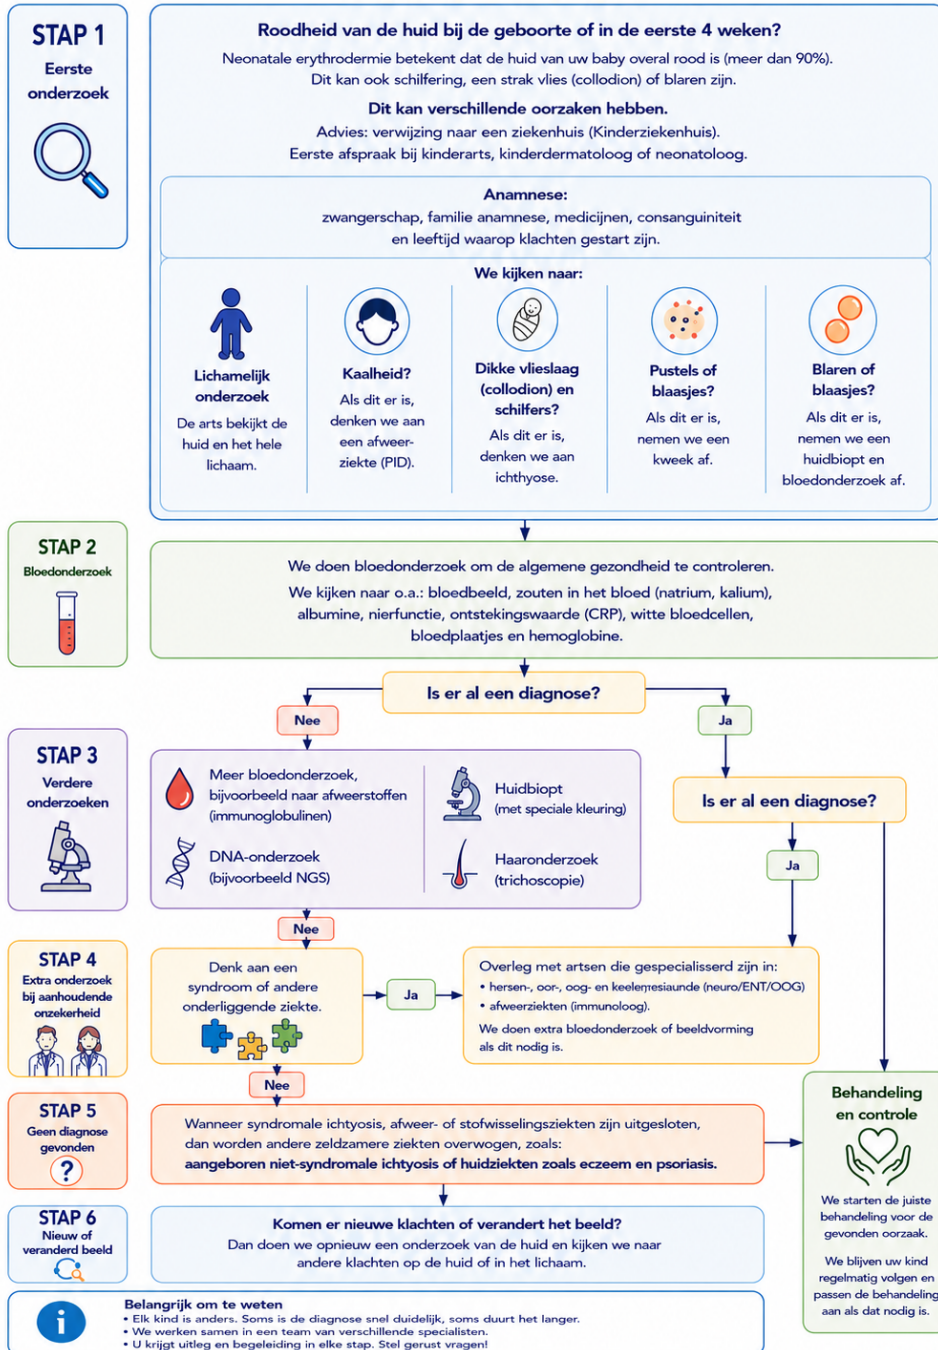 STAP 1
Eerste
onderzoek
Roodheid van de huid bij de geboorte of in de eerste 4 weken?
Neonatale erythrodermie betekent dat de huid van uw baby overal rood is (meer dan 90%).
Dit kan ook schilfering, een strak vlies (collodion) of blaren zijn.
Dit kan verschillende oorzaken hebben.
Advies: verwijzing naar een ziekenhuis (Kinderziekenhuis).
Eerste afspraak bij kinderarts, kinderdermatoloog of neonatoloog.
Anamnese:
zwangerschap, familie anamnese, medicijnen, consanguiniteit
en leeftijd waarop klachten gestart zijn.
We kijken naar:
Lichamelijk
onderzoek
De arts bekijkt de
huid en het hele
lichaam.
Kaalheid?
Als dit er is,
denken we aan
een afweer-
ziekte (PID).
Dikke vlieslaag
(collodion) en
schilfers?
Als dit er is,
denken we aan
ichthyose.
Pustels of
blaasjes?
Als dit er is,
nemen we een
kweek af.
Blaren of
blaasjes?
Als dit er is,
nemen we een
huidbiopt en
bloedonderzoek af.
STAP 2
Bloedonderzoek
We doen bloedonderzoek om de algemene gezondheid te controleren.
We kijken naar o.a.: bloedbeeld, zouten in het bloed (natrium, kalium),
albumine, nierfunctie, ontstekingswaarde (CRP), witte bloedcellen,
bloedplaatjes en hemoglobine.
Is er al een diagnose?
Nee
Ja
STAP 3
Verdere
onderzoeken
Meer bloedonderzoek,
bijvoorbeeld naar afweerstoffen
(immunoglobulinen)
Huidbiopt
(met speciale kleuring)
DNA-onderzoek
(bijvoorbeeld NGS)
Haaronderzoek
(trichoscopie)
Is er al een diagnose?
Ja
Nee
STAP 4
Extra onderzoek
bij aanhoudende
onzekerheid
Denk aan een
syndroom of andere
onderliggende ziekte.
Ja
Overleg met artsen die gespecialisserd zijn in:
• hersen-, oor-, oog- en (neuro/ENT/OOG)
• afweerziekten (immunoloog).
We doen extra bloedonderzoek of beeldvorming
als dit nodig is.
Nee
STAP 5
Geen diagnose
gevonden
?
Wanneer syndromale ichtyosis, afweer- of stofwisselingsziekten zijn uitgesloten,
dan worden andere zeldzamere ziekten overwogen, zoals:
aangeboren niet-syndromale ichtyosis of huidziekten zoals eczeem en psoriasis.
Behandeling
en controle
We starten de juiste
behandeling voor de
gevonden oorzaak.
We blijven uw kind
regelmatig volgen en
passen de behandeling
aan als dat nodig is.
STAP 6
Nieuw of
veranderd beeld
Komen er nieuwe klachten of verandert het beeld?
Dan doen we opnieuw een onderzoek van de huid en kijken we naar
andere klachten op de huid of in het lichaam.
i
Belangrijk om te weten
• Elk kind is anders. Soms is de diagnose snel duidelijk, soms duurt het langer.
• We werken samen in een team van verschillende specialisten.
• U krijgt uitleg en begeleiding in elke stap. Stel gerust vragen!